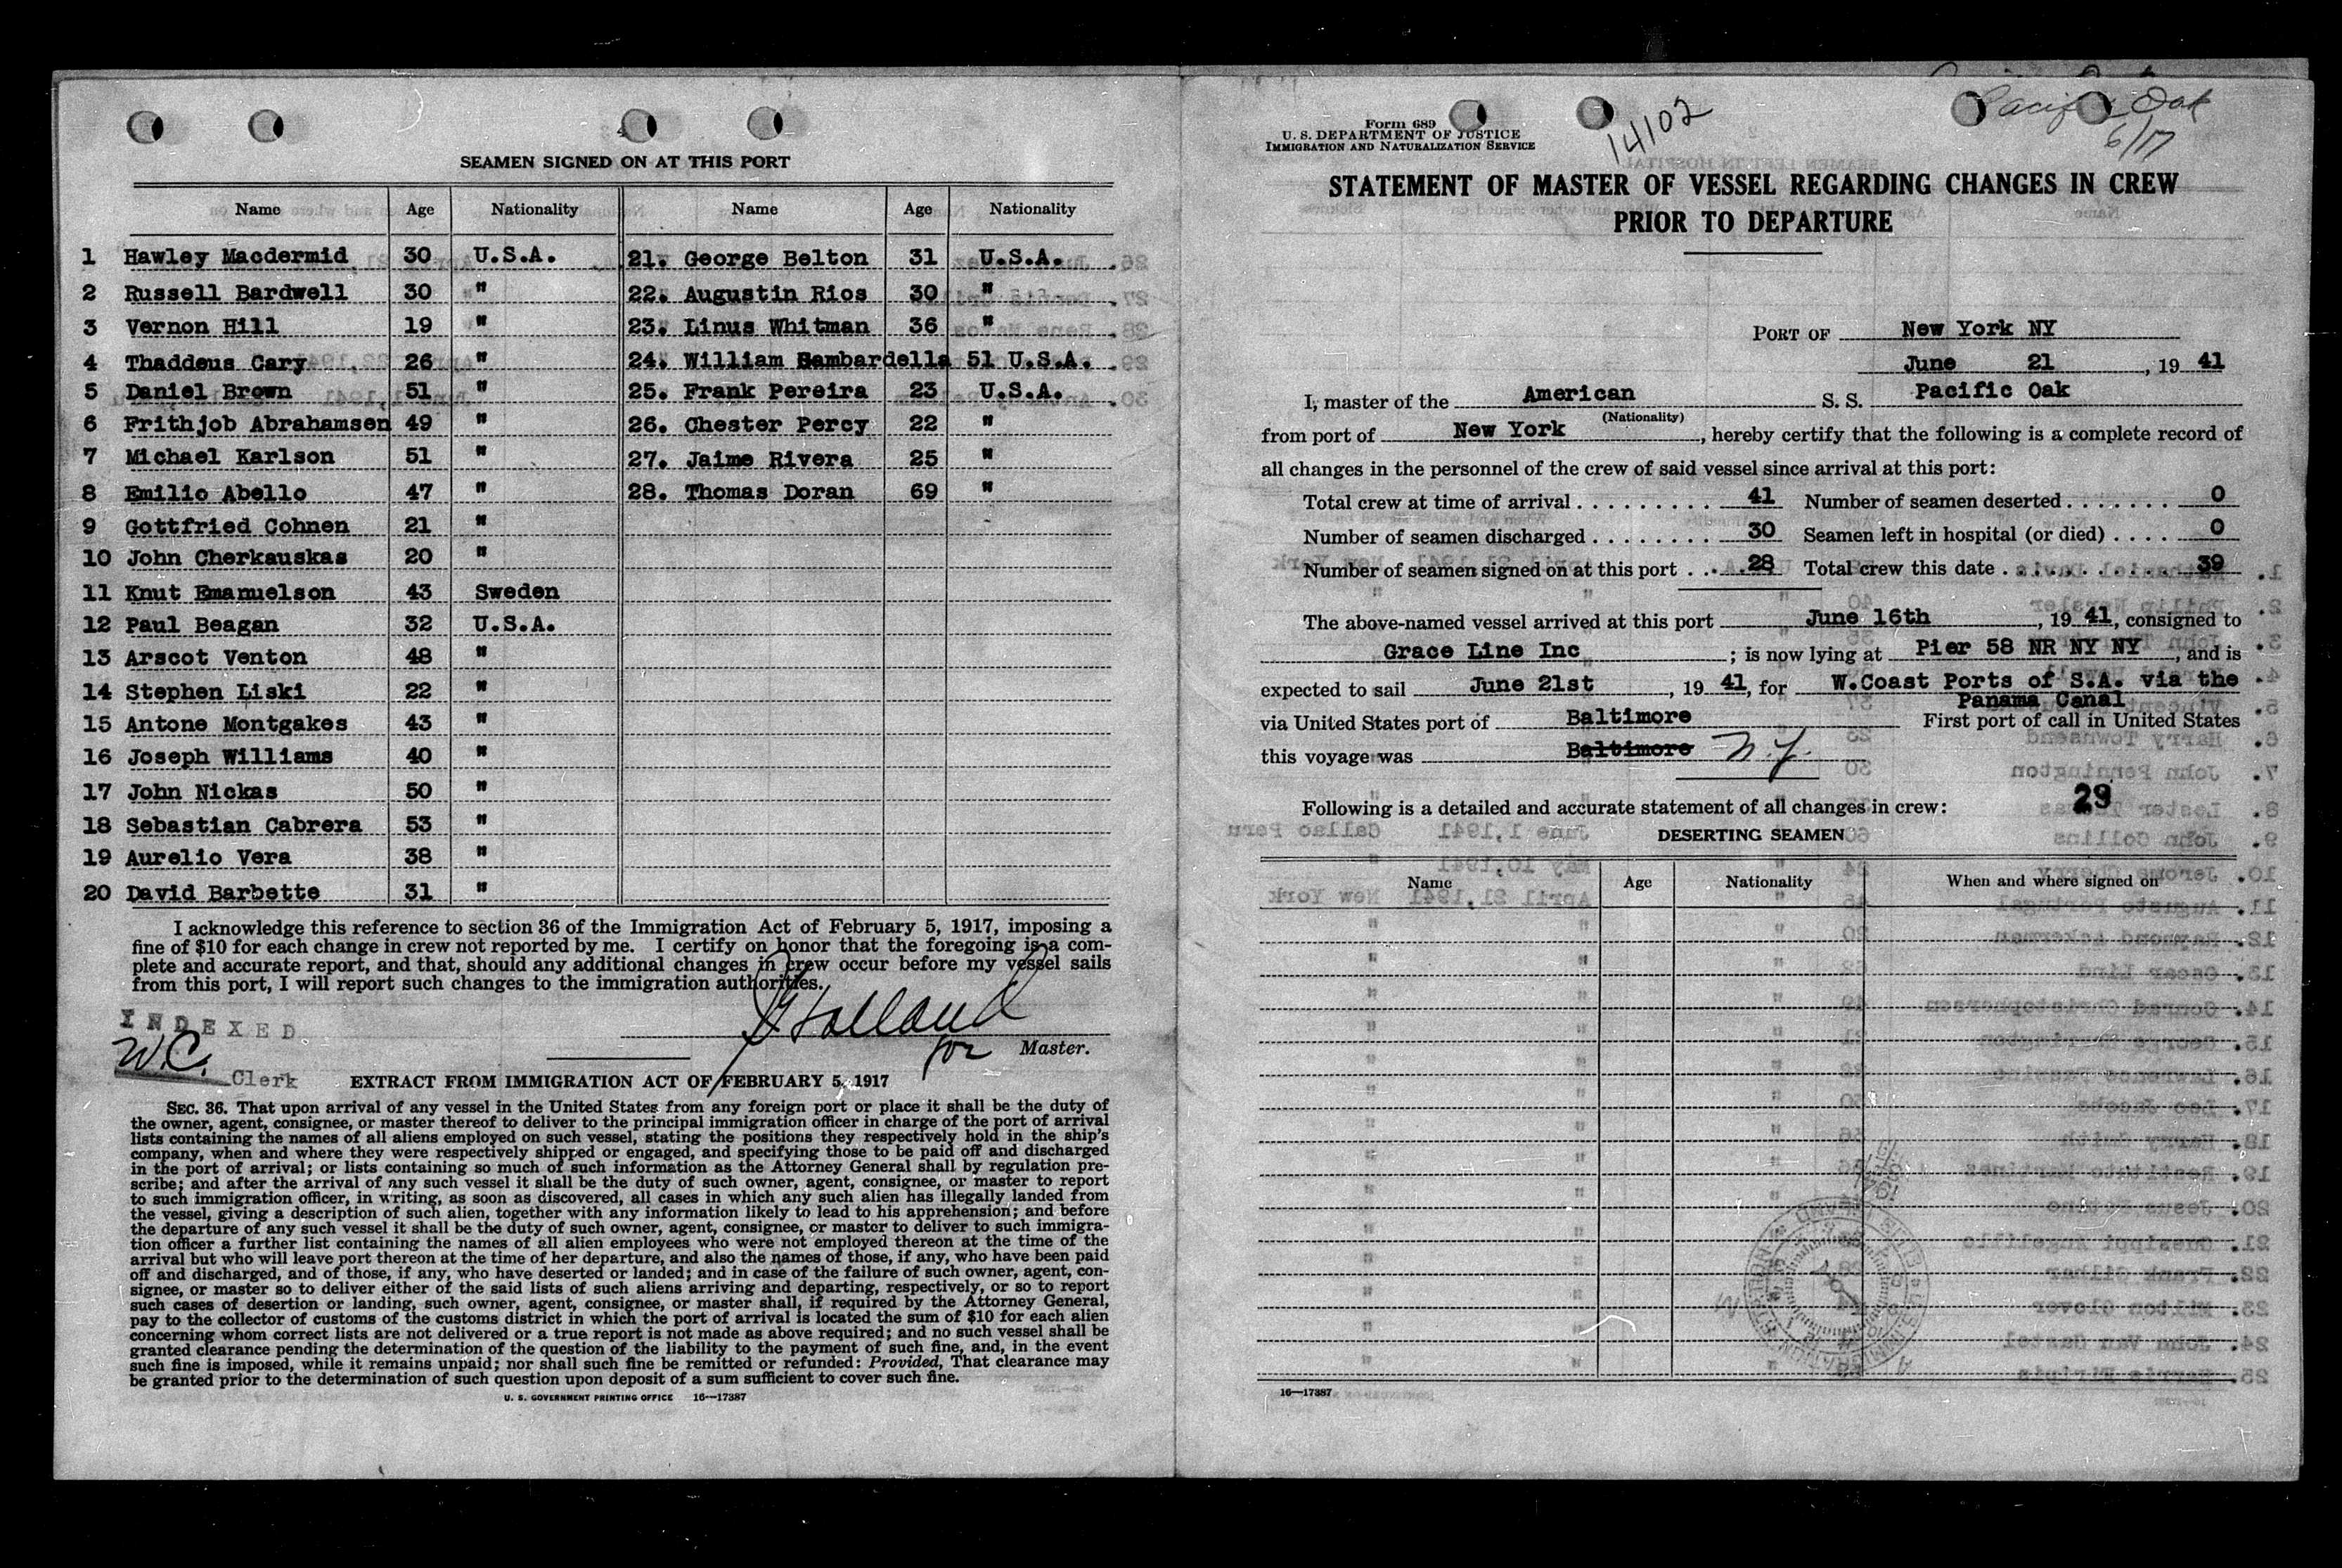 SEAMEN SIGNED ON AT THIS PORT
Name Age Nationality Name Age Nationality
1 Hawley Macdermid 30 U.S.A. 21. George Belton 31 U.S.A.
2 Russell Bardwell 30 " 22. Augustin Rios 30 "
3 Vernon Hill 19 " 23. Linus Whitman 36 "
4 Thaddeus Cary 26 " 24. William Sambardella 51 U.S.A.
5 Daniel Brown 51 " 25. Frank Pereira 23 U.S.A.
6 Frithjob Abrahamsen 49 " 26. Chester Percy 22 "
7 Michael Karlson 51 " 27. Jaime Rivera 25 "
8 Emilio Abello 47 " 28. Thomas Doran 69 "
9 Gottfried Cohnen 21 "
10 John Cherkauskas 20 "
11 Knut Emanuelson 43 Sweden
12 Paul Beagan 32 U.S.A.
13 Arscot Venton 48 "
14 Stephen Liski 22 "
15 Antone Montgakes 43 "
16 Joseph Williams 40 "
17 John Nickas 50 "
18 Sebastian Cabrera 53 "
19 Aurelio Vera 38 "
20 David Barbette 31 "
I acknowledge this reference to section 36 of the Immigration Act of February 5, 1917, imposing a
fine of $10 for each change in crew not reported by me. I certify on honor that the foregoing is a com-
plete and accurate report, and that, should any additional changes in crew occur before my vessel sails
from this port, I will report such changes to the immigration authorities.
Holland
INDEXED
for Master.
W.C. Clerk
EXTRACT FROM IMMIGRATION ACT OF FEBRUARY 5, 1917
SEC. 36. That upon arrival of any vessel in the United States from any foreign port or place it shall be the duty of
the owner, agent, consignee, or master thereof to deliver to the principal immigration officer in charge of the port of arrival
lists containing the names of all aliens employed on such vessel, stating the positions they respectively hold in the ship's
company, when and where they were respectively shipped or engaged, and specifying those to be paid off and discharged
in the port of arrival; or lists containing so much of such information as the Attorney General shall by regulation pre-
scribe; and after the arrival of any such vessel it shall be the duty of such owner, agent, consignee, or master to report
to such immigration officer, in writing, as soon as discovered, all cases in which any such alien has illegally landed from
the vessel, giving a description of such alien, together with any information likely to lead to his apprehension; and before
the departure of any such vessel it shall be the duty of such owner, agent, consignee, or master to deliver to such immigra-
tion officer a further list containing the names of all alien employees who were not employed thereon at the time of the
arrival but who will leave port thereon at the time of her departure, and also the names of those, if any, who have been paid
off and discharged, and of those, if any, who have deserted or landed; and in case of the failure of such owner, agent, con-
signee, or master so to deliver either of the said lists of such aliens arriving and departing, respectively, or so to report
such cases of desertion or landing, such owner, agent, consignee, or master shall, if required by the Attorney General,
pay to the collector of customs of the customs district in which the port of arrival is located the sum of $10 for each alien
concerning whom correct lists are not delivered or a true report is not made as above required; and no such vessel shall be
granted clearance pending the determination of the question of the liability to the payment of such fine, and, in the event
such fine is imposed, while it remains unpaid; nor shall such fine be remitted or refunded: Provided, That clearance may
be granted prior to the determination of such question upon deposit of a sum sufficient to cover such fine.
U. S. GOVERNMENT PRINTING OFFICE 16—17387
Pacific Oak
6/17
14102
Form 689
U. S. DEPARTMENT OF JUSTICE
IMMIGRATION AND NATURALIZATION SERVICE
STATEMENT OF MASTER OF VESSEL REGARDING CHANGES IN CREW
PRIOR TO DEPARTURE
PORT OF New York NY
June 21, 19 41
I, master of the American S. S. Pacific Oak
(Nationality)
from port of New York, hereby certify that the following is a complete record of
all changes in the personnel of the crew of said vessel since arrival at this port:
Total crew at time of arrival 41 Number of seamen deserted 0
Number of seamen discharged 30 Seamen left in hospital (or died) 0
Number of seamen signed on at this port 28 Total crew this date 39
The above-named vessel arrived at this port June 16th, 19 41, consigned to
Grace Line Inc; is now lying at Pier 58 NR NY NY, and is
expected to sail June 21st, 19 41, for W.Coast Ports of S.A. via the
Panama Canal
via United States port of Baltimore First port of call in United States
this voyage was Baltimore N.Y.
Following is a detailed and accurate statement of all changes in crew: 29
DESERTING SEAMEN
Name Age Nationality When and where signed on
16—17387